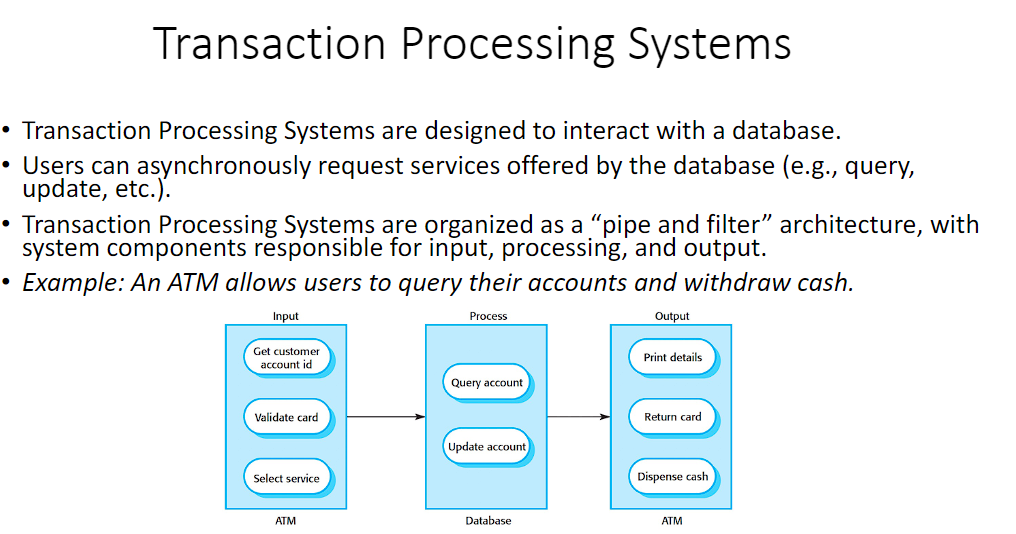 Transaction Processing Systems
• Transaction Processing Systems are designed to interact with a database.
• Users can asynchronously request services offered by the database (e.g., query,
update, etc.).
• Transaction Processing Systems are organized as a “pipe and filter” architecture, with
system components responsible for input, processing, and output.
• Example: An ATM allows users to query their accounts and withdraw cash.
Input
Get customer
account id
Validate card
Select service
ATM
Process
Query account
Update account
Database
Output
Print details
Return card
Dispense cash
ATM